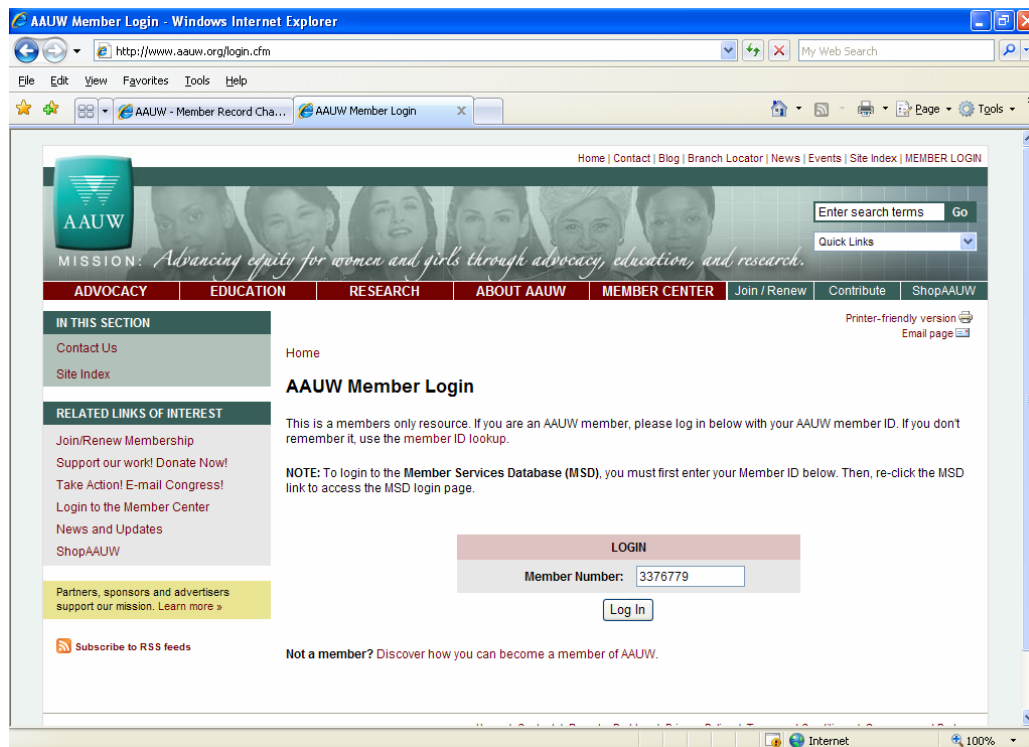 AAUW Member Login - Windows Internet Explorer
http://www.aauw.org/login.cfm
My Web Search
File Edit View Favorites Tools Help
AAUW - Member Record Cha...
AAUW Member Login
Page
Tools
Home | Contact | Blog | Branch Locator | News | Events | Site Index | MEMBER LOGIN
AAUW
Enter search terms Go
Quick Links
MISSION: Advancing equity for women and girls through advocacy, education, and research.
ADVOCACY EDUCATION RESEARCH ABOUT AAUW MEMBER CENTER Join / Renew Contribute ShopAAUW
IN THIS SECTION
Contact Us
Site Index
RELATED LINKS OF INTEREST
Join/Renew Membership
Support our work! Donate Now!
Take Action! E-mail Congress!
Login to the Member Center
News and Updates
ShopAAUW
Partners, sponsors and advertisers
support our mission. Learn more »
Subscribe to RSS feeds
Printer-friendly version
Email page
Home
AAUW Member Login
This is a members only resource. If you are an AAUW member, please log in below with your AAUW member ID. If you don't
remember it, use the member ID lookup.
NOTE: To login to the Member Services Database (MSD), you must first enter your Member ID below. Then, re-click the MSD
link to access the MSD login page.
LOGIN
Member Number: 3376779
Log In
Not a member? Discover how you can become a member of AAUW.
Internet
100%